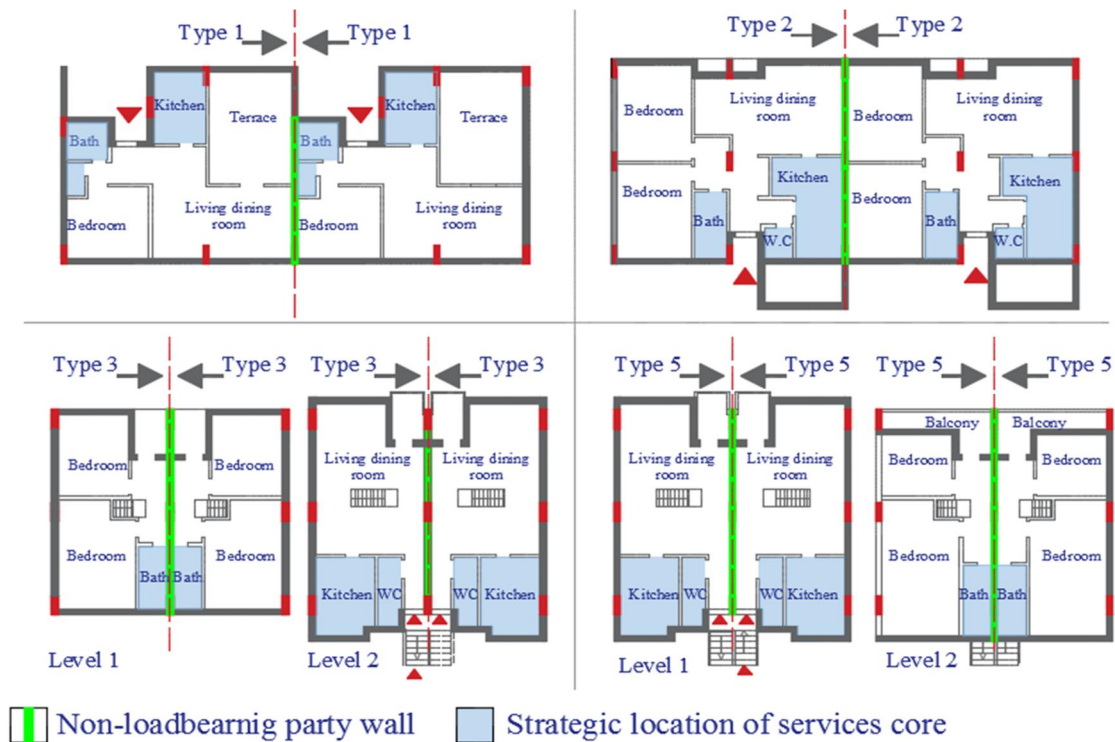 Type 1 Type 1
Kitchen Terrace Kitchen Terrace
Bath Bath
Bedroom Living dining room Bedroom Living dining room
Type 2 Type 2
Bedroom Living dining room Bedroom Living dining room
Bedroom Kitchen Bedroom Kitchen
Bath W.C Bath W.C
Type 3 Type 3
Bedroom Bedroom
Bedroom Bedroom
Bath Bath
Level 1
Type 3 Type 3
Living dining room Living dining room
Kitchen WC WC Kitchen
Level 2
Type 5 Type 5
Living dining room Living dining room
Kitchen WC WC Kitchen
Level 1
Type 5 Type 5
Balcony Balcony
Bedroom Bedroom
Bedroom Bedroom
Bath Bath
Level 2
Non-loadbearnig party wall
Strategic location of services core